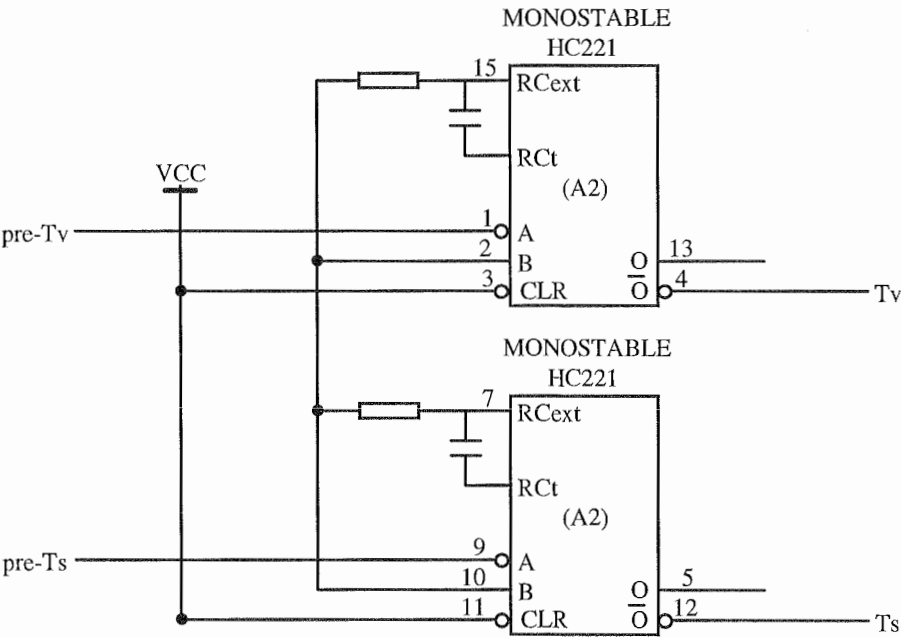 MONOSTABLE
HC221
15
RCext
RCt
VCC
(A2)
pre-Tv
1
A
2
B
O
13
3
CLR
O
4
Tv
MONOSTABLE
HC221
7
RCext
RCt
(A2)
pre-Ts
9
A
10
B
O
5
11
CLR
O
12
Ts